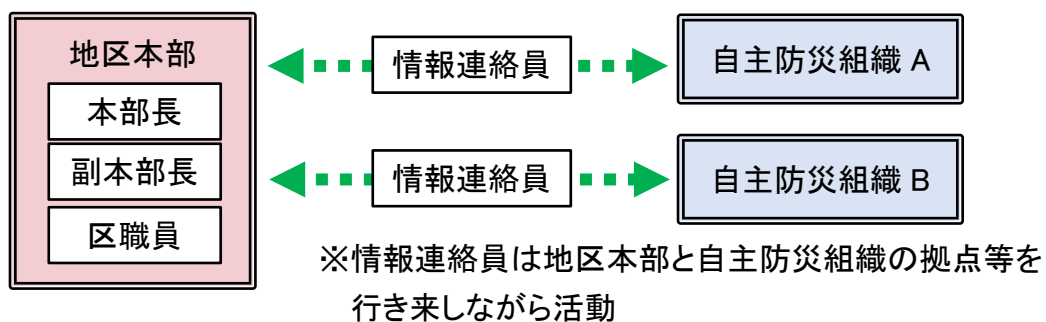 地区本部
本部長
副本部長
区職員
情報連絡員
自主防災組織 A
情報連絡員
自主防災組織 B
※情報連絡員は地区本部と自主防災組織の拠点等を
行き来しながら活動